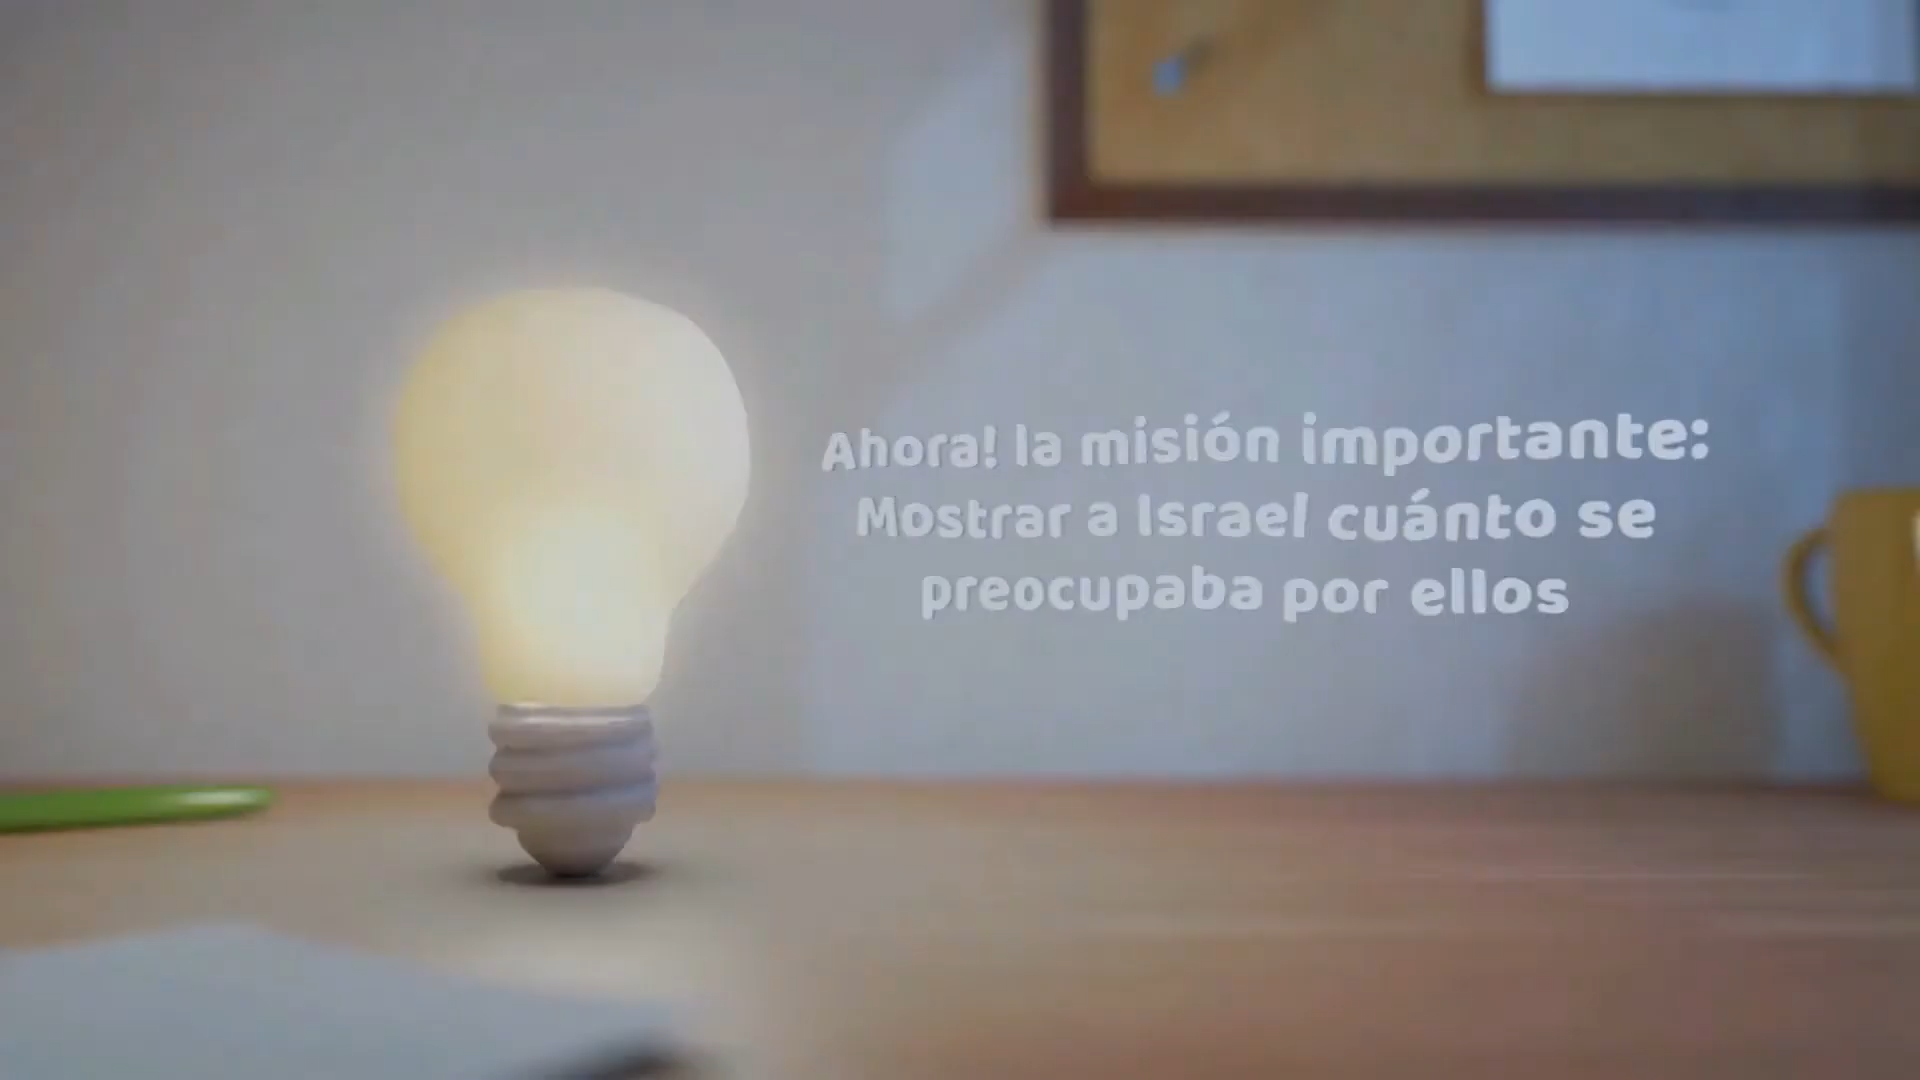 Ahora! la misión importante:
Mostrar a Israel cuánto se
preocupaba por ellos